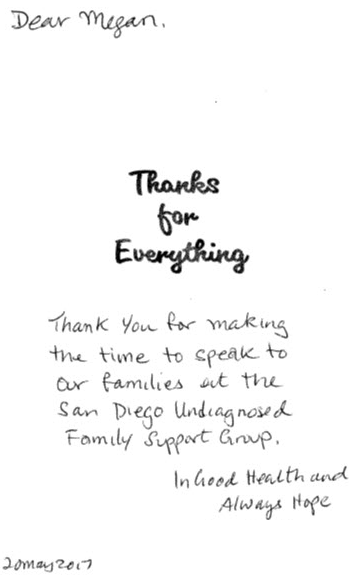 Dear Megan.
Thanks
for
Everything
Thank You for making
the time to speak to
our families at the
San Diego Undiagnosed
Family Support Group.
In Good Health and
Always Hope
20may2017